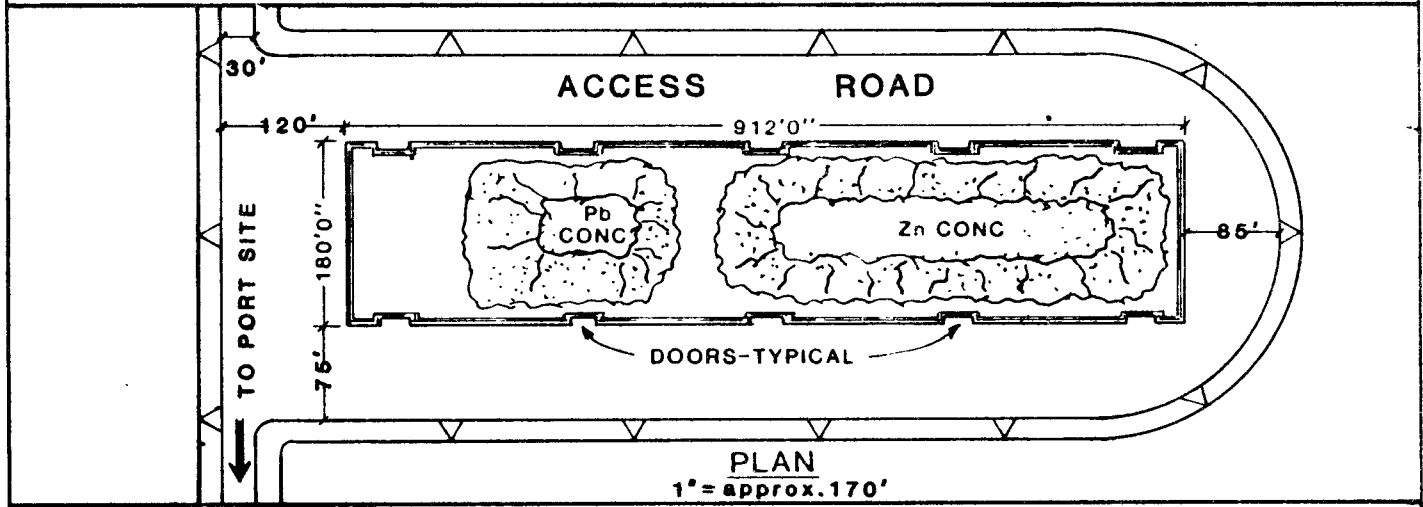 30'
ACCESS ROAD
120'
912'0''
180'0''
Pb
CONC
Zn CONC
85'
TO PORT SITE
75'
DOORS-TYPICAL
PLAN
1"=approx.170'